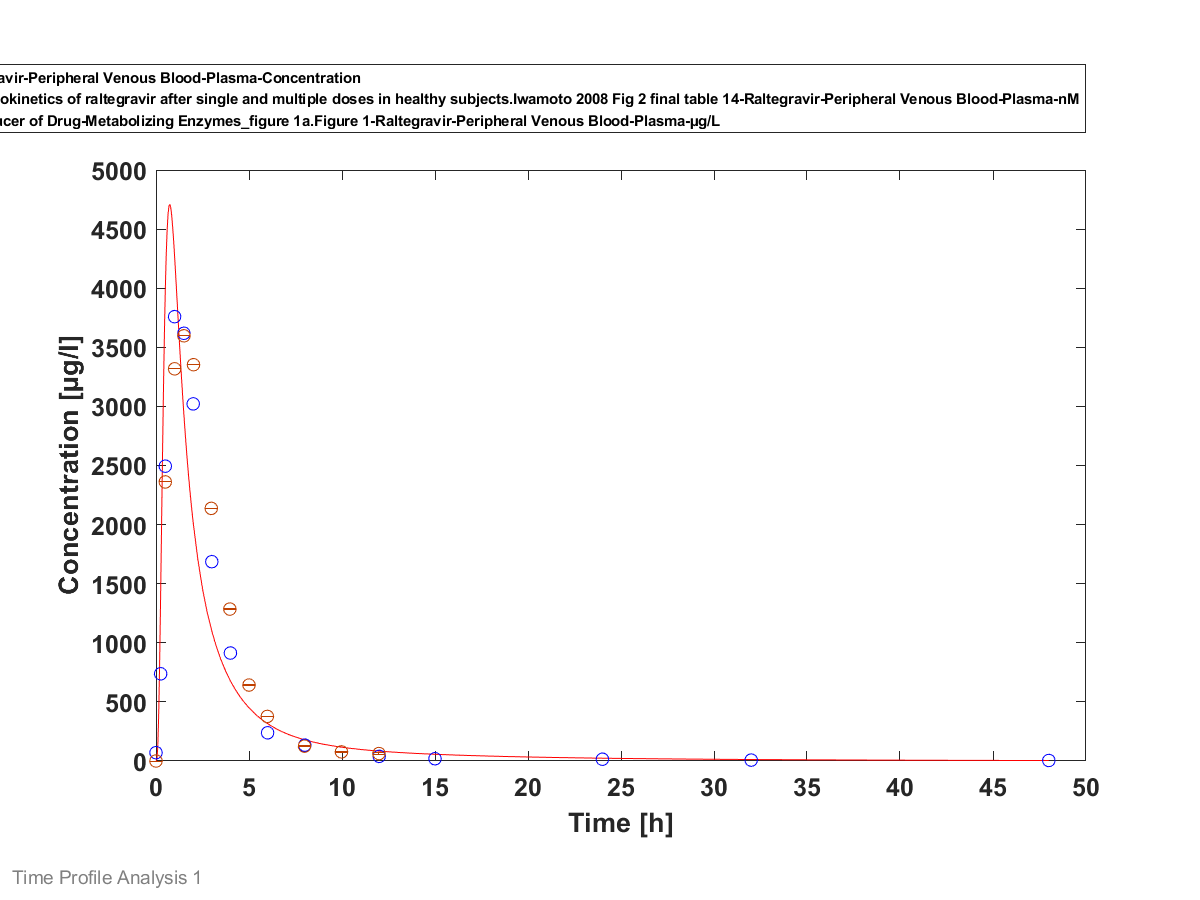 avir-Peripheral Venous Blood-Plasma-Concentration
okinetics of raltegravir after single and multiple doses in healthy subjects.Iwamoto 2008 Fig 2 final table 14-Raltegravir-Peripheral Venous Blood-Plasma-nM
ucer of Drug-Metabolizing Enzymes_figure 1a.Figure 1-Raltegravir-Peripheral Venous Blood-Plasma-µg/L
5000
4500
4000
3500
3000
2500
2000
1500
1000
500
0
Concentration [µg/l]
0 5 10 15 20 25 30 35 40 45 50
Time [h]
Time Profile Analysis 1